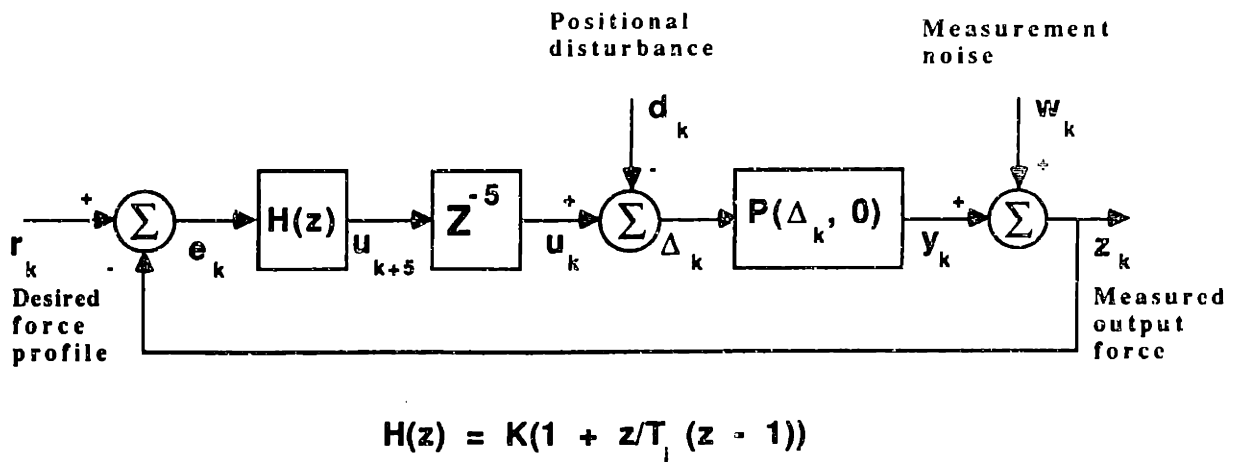 Positional
disturbance
Measurement
noise
d k
w k
- +
+ Σ H(z) Z -5 + Σ P(Δ k , 0) + Σ
r k - e k u k+5 u k Δ k y k z k
Desired
force
profile
Measured
output
force
H(z) = K(1 + z/T i (z - 1))